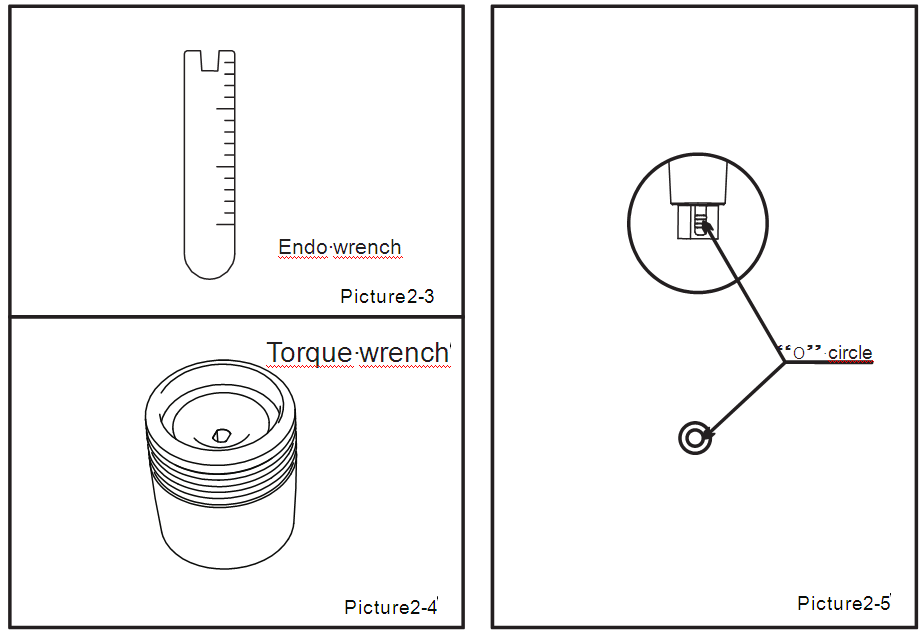 Endo wrench
Picture2-3
Torque wrench
Picture2-4
“O” circle
Picture2-5